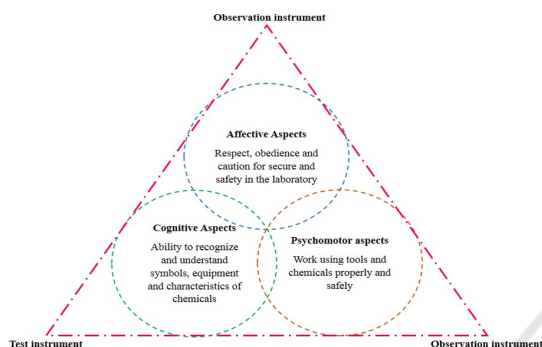 Observation instrument
Affective Aspects
Respect, obedience and
caution for secure and
safety in the laboratory
Cognitive Aspects
Ability to recognize
and understand
symbols, equipment
and characteristics of
chemicals
Psychomotor aspects
Work using tools and
chemicals properly and
safely
Test instrument
Observation instrument